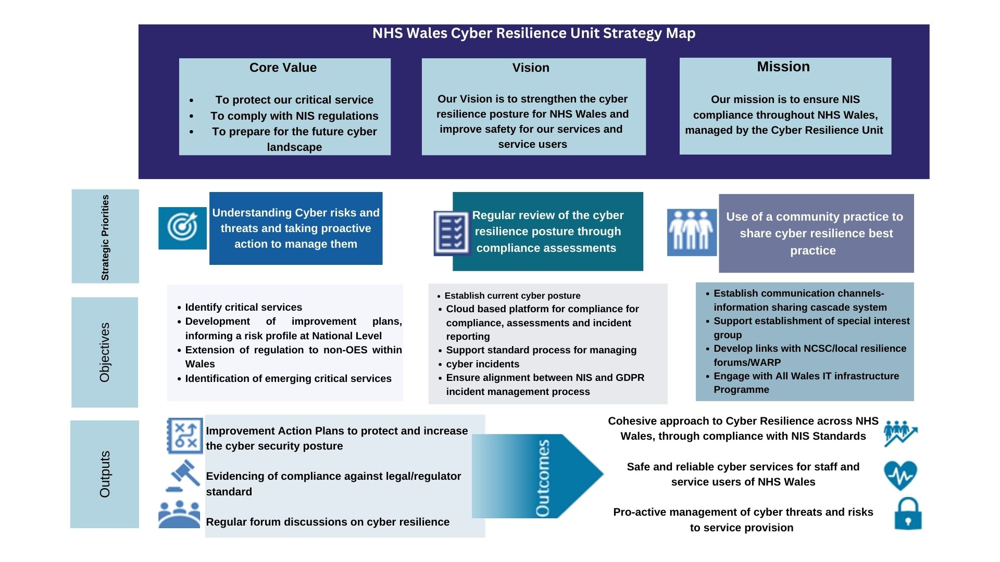 NHS Wales Cyber Resilience Unit Strategy Map
Core Value
• To protect our critical service
• To comply with NIS regulations
• To prepare for the future cyber
landscape
Vision
Our Vision is to strengthen the cyber
resilience posture for NHS Wales and
improve safety for our services and
service users
Mission
Our mission is to ensure NIS
compliance throughout NHS Wales,
managed by the Cyber Resilience Unit
Strategic Priorities
Understanding Cyber risks and
threats and taking proactive
action to manage them
Regular review of the cyber
resilience posture through
compliance assessments
Use of a community practice to
share cyber resilience best
practice
Objectives
• Identify critical services
• Development of improvement plans,
informing a risk profile at National Level
• Extension of regulation to non-OES within
Wales
• Identification of emerging critical services
• Establish current cyber posture
• Cloud based platform for compliance for
compliance, assessments and incident
reporting
• Support standard process for managing
• cyber incidents
• Ensure alignment between NIS and GDPR
incident management process
• Establish communication channels-
information sharing cascade system
• Support establishment of special interest
group
• Develop links with NCSC/local resilience
forums/WARP
• Engage with All Wales IT infrastructure
Programme
Outputs
Improvement Action Plans to protect and increase
the cyber security posture
Evidencing of compliance against legal/regulator
standard
Regular forum discussions on cyber resilience
Outcomes
Cohesive approach to Cyber Resilience across NHS
Wales, through compliance with NIS Standards
Safe and reliable cyber services for staff and
service users of NHS Wales
Pro-active management of cyber threats and risks
to service provision